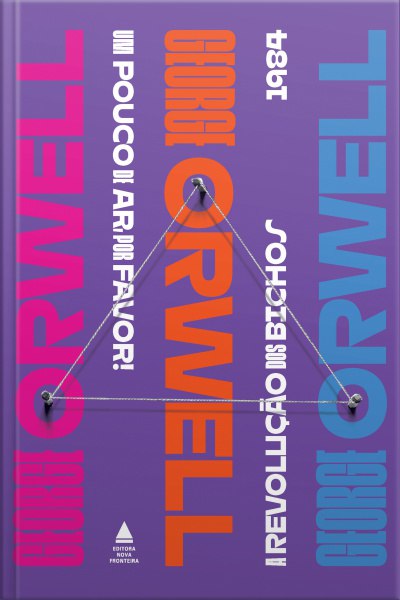 GEORGE ORWELL
UM POUCO DE AR, POR FAVOR!
GEORGE ORWELL
A REVOLUÇÃO DOS BICHOS
1984
GEORGE ORWELL
EDITORA
NOVA
FRONTEIRA